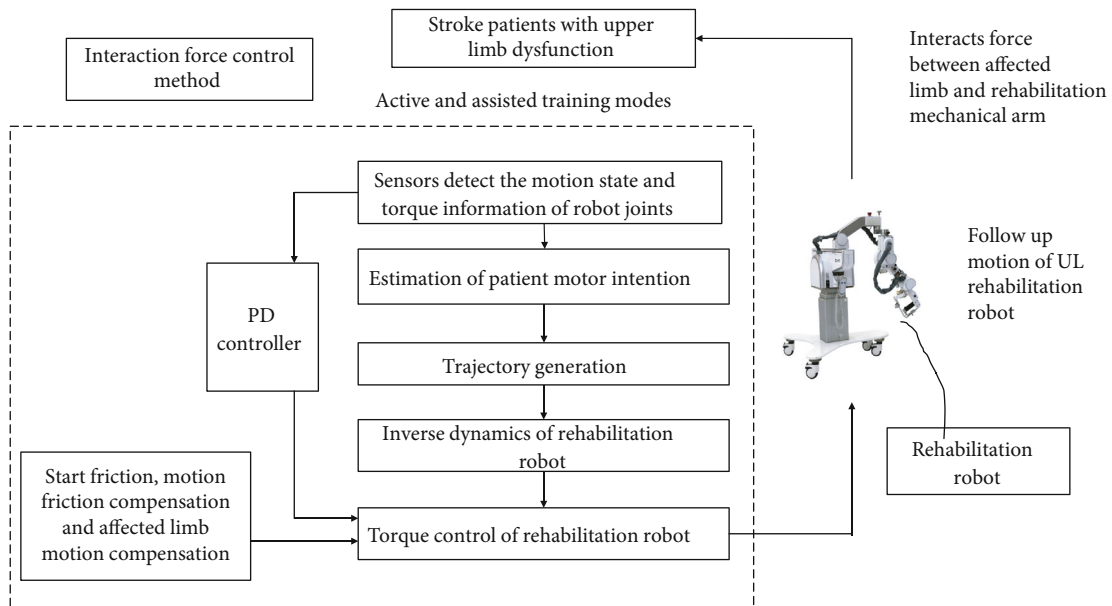 Stroke patients with upper
limb dysfunction
Interaction force control
method
Interacts force
between affected
limb and rehabilitation
mechanical arm
Active and assisted training modes
Sensors detect the motion state and
torque information of robot joints
Estimation of patient motor intention
PD
controller
Trajectory generation
Inverse dynamics of rehabilitation
robot
Start friction, motion
friction compensation
and affected limb
motion compensation
Torque control of rehabilitation robot
Follow up
motion of UL
rehabilitation
robot
Rehabilitation
robot